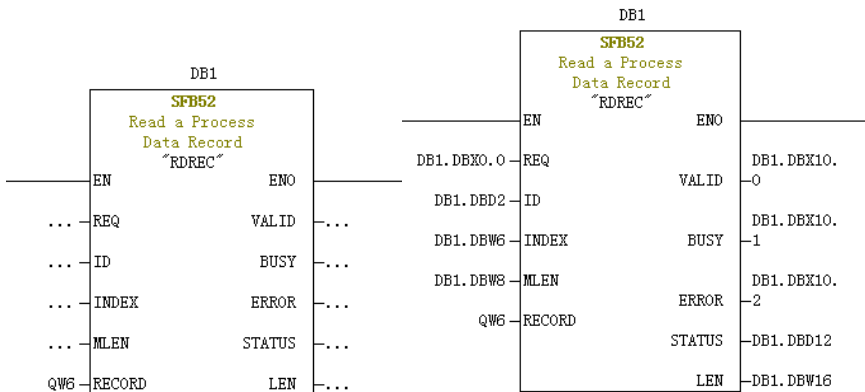 DB1
SFB52
Read a Process
Data Record
"RDREC"
EN ENO
... REQ VALID ...
... ID BUSY ...
... INDEX ERROR ...
... MLEN STATUS ...
QW6 RECORD LEN ...
DB1
SFB52
Read a Process
Data Record
"RDREC"
EN ENO
DB1.DBX0.0 REQ DB1.DBX10.
VALID 0
DB1.DBD2 ID
DB1.DBX10.
DB1.DBW6 INDEX BUSY 1
DB1.DBW8 MLEN DB1.DBX10.
ERROR 2
QW6 RECORD
STATUS DB1.DBD12
LEN DB1.DBW16